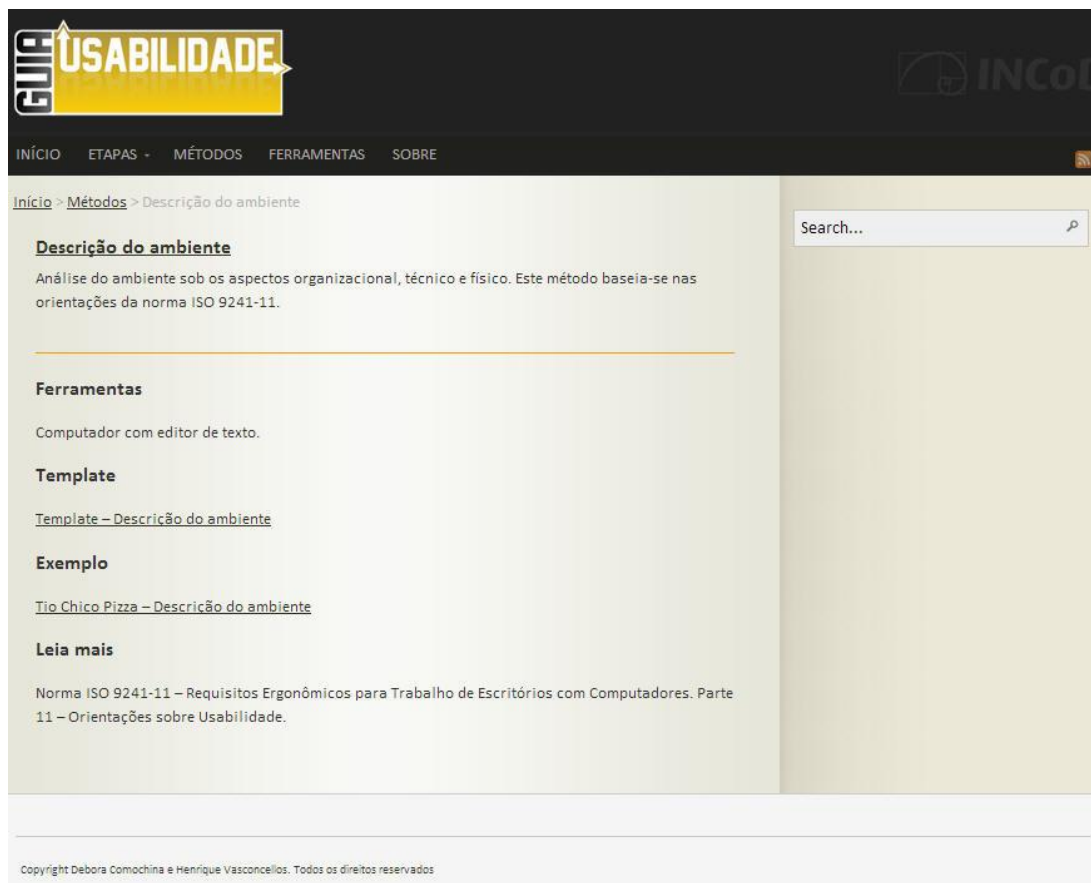 GUIA USABILIDADE
INCoD
INÍCIO ETAPAS MÉTODOS FERRAMENTAS SOBRE
Início > Métodos > Descrição do ambiente
Search...
Descrição do ambiente
Análise do ambiente sob os aspectos organizacional, técnico e físico. Este método baseia-se nas
orientações da norma ISO 9241-11.
Ferramentas
Computador com editor de texto.
Template
Template – Descrição do ambiente
Exemplo
Tio Chico Pizza – Descrição do ambiente
Leia mais
Norma ISO 9241-11 – Requisitos Ergonômicos para Trabalho de Escritórios com Computadores. Parte
11 – Orientações sobre Usabilidade.
Copyright Debora Comochina e Henrique Vasconcellos. Todos os direitos reservados